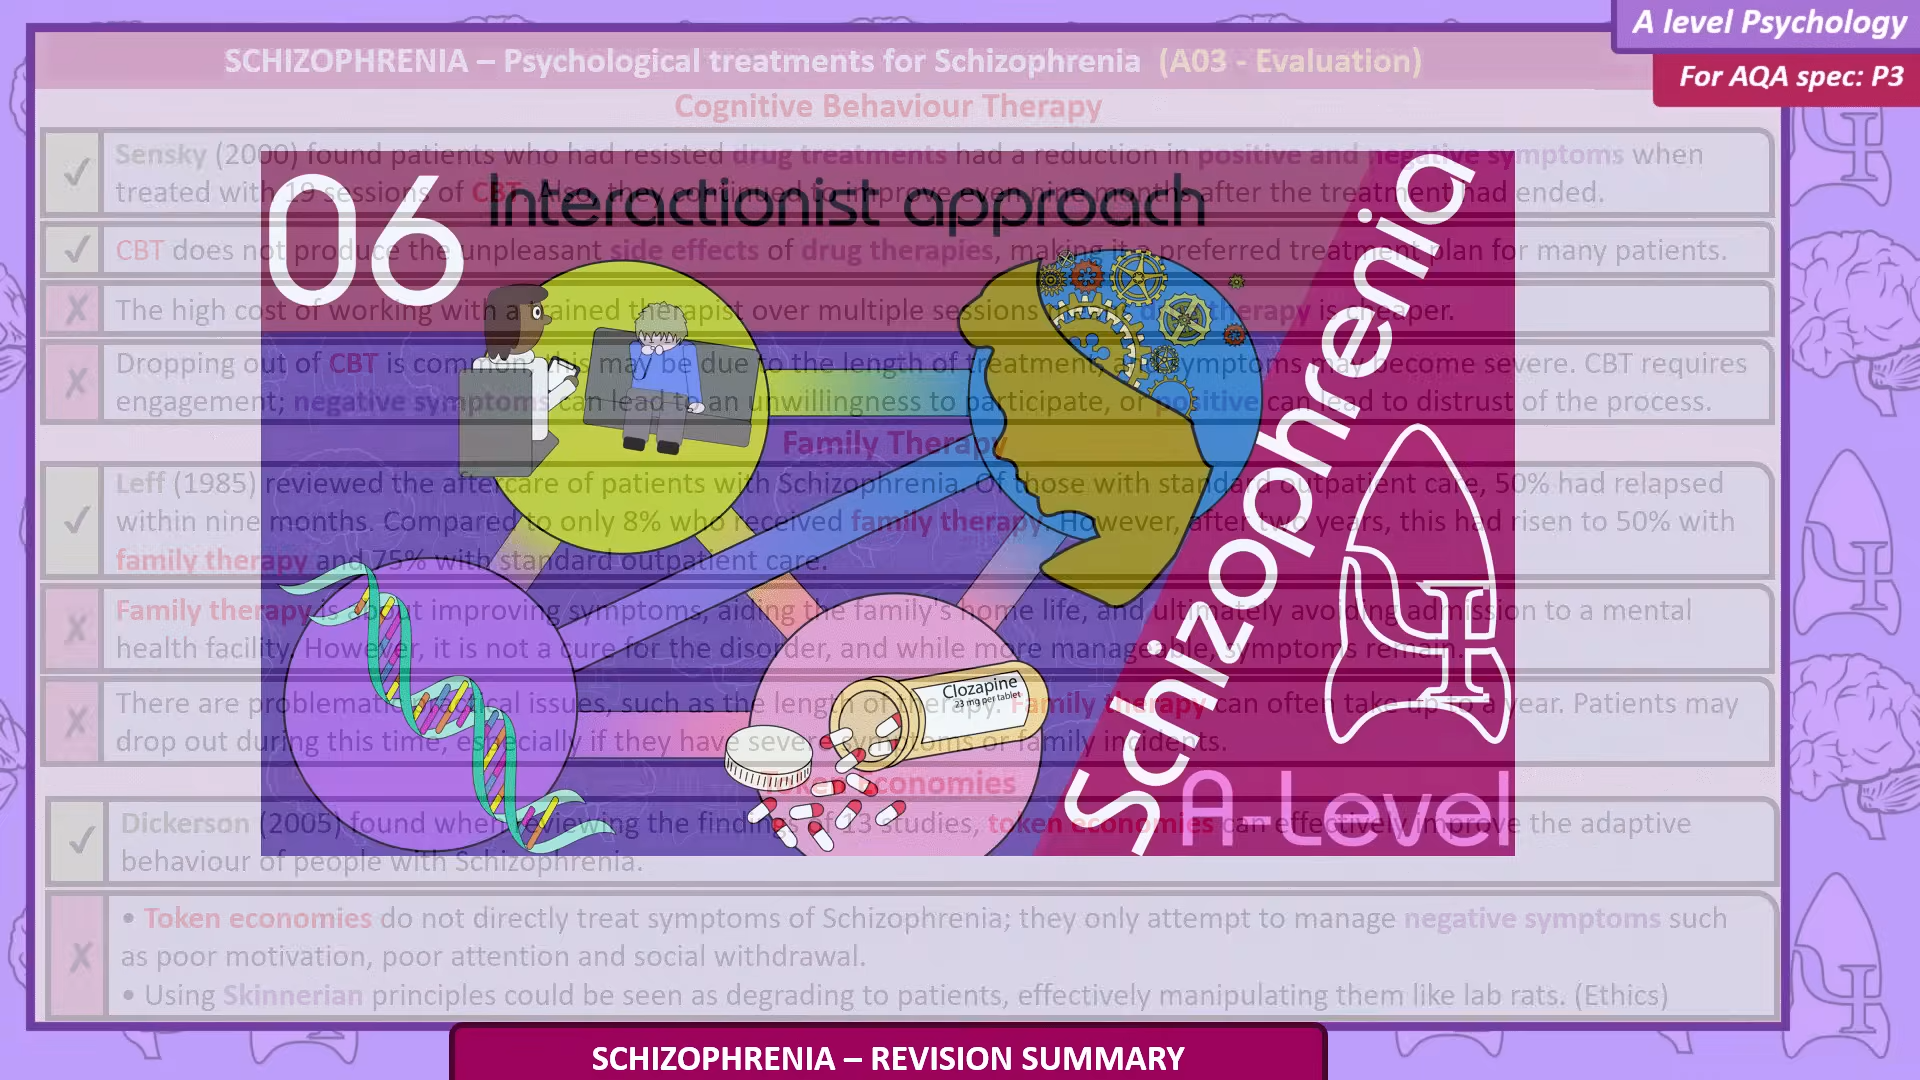 A level Psychology
For AQA spec: P3
SCHIZOPHRENIA – Psychological treatments for Schizophrenia (A03 - Evaluation)
Cognitive Behaviour Therapy
✓ Sensky (2000) found patients who had resisted drug treatments had a reduction in positive and negative symptoms when
treated with 19 sessions of CBT. Also, they continued to improve even nine months after the treatment had ended.
✓ CBT does not produce the unpleasant side effects of drug therapies, making it a preferred treatment plan for many patients.
✗ The high cost of working with a trained therapist over multiple sessions drug therapy is cheaper.
✗ Dropping out of CBT is common, this may be due to the length of treatment, symptoms may become severe. CBT requires
engagement; negative symptoms can lead to an unwillingness to participate, or positive can lead to distrust of the process.
Family Therapy
✓ Leff (1985) reviewed the aftercare of patients with Schizophrenia. Of those with standard outpatient care, 50% had relapsed
within nine months. Compared to only 8% who received family therapy. However, after two years, this had risen to 50% with
family therapy and 75% with standard outpatient care.
✗ Family therapy is about improving symptoms, aiding the family's home life, and ultimately avoiding admission to a mental
health facility. However, it is not a cure for the disorder, and while more manageable, symptoms remain.
✗ There are problematic practical issues, such as the length of therapy. Family therapy can often take up to a year. Patients may
drop out during this time, especially if they have severe symptoms or family incidents.
Token Economies
✓ Dickerson (2005) found when reviewing the findings of 13 studies, token economies can effectively improve the adaptive
behaviour of people with Schizophrenia.
✗ • Token economies do not directly treat symptoms of Schizophrenia; they only attempt to manage negative symptoms such
as poor motivation, poor attention and social withdrawal.
• Using Skinnerian principles could be seen as degrading to patients, effectively manipulating them like lab rats. (Ethics)
06
Interactionist approach
Clozapine
23 mg per tablet
Schizophrenia
A-Level
SCHIZOPHRENIA – REVISION SUMMARY